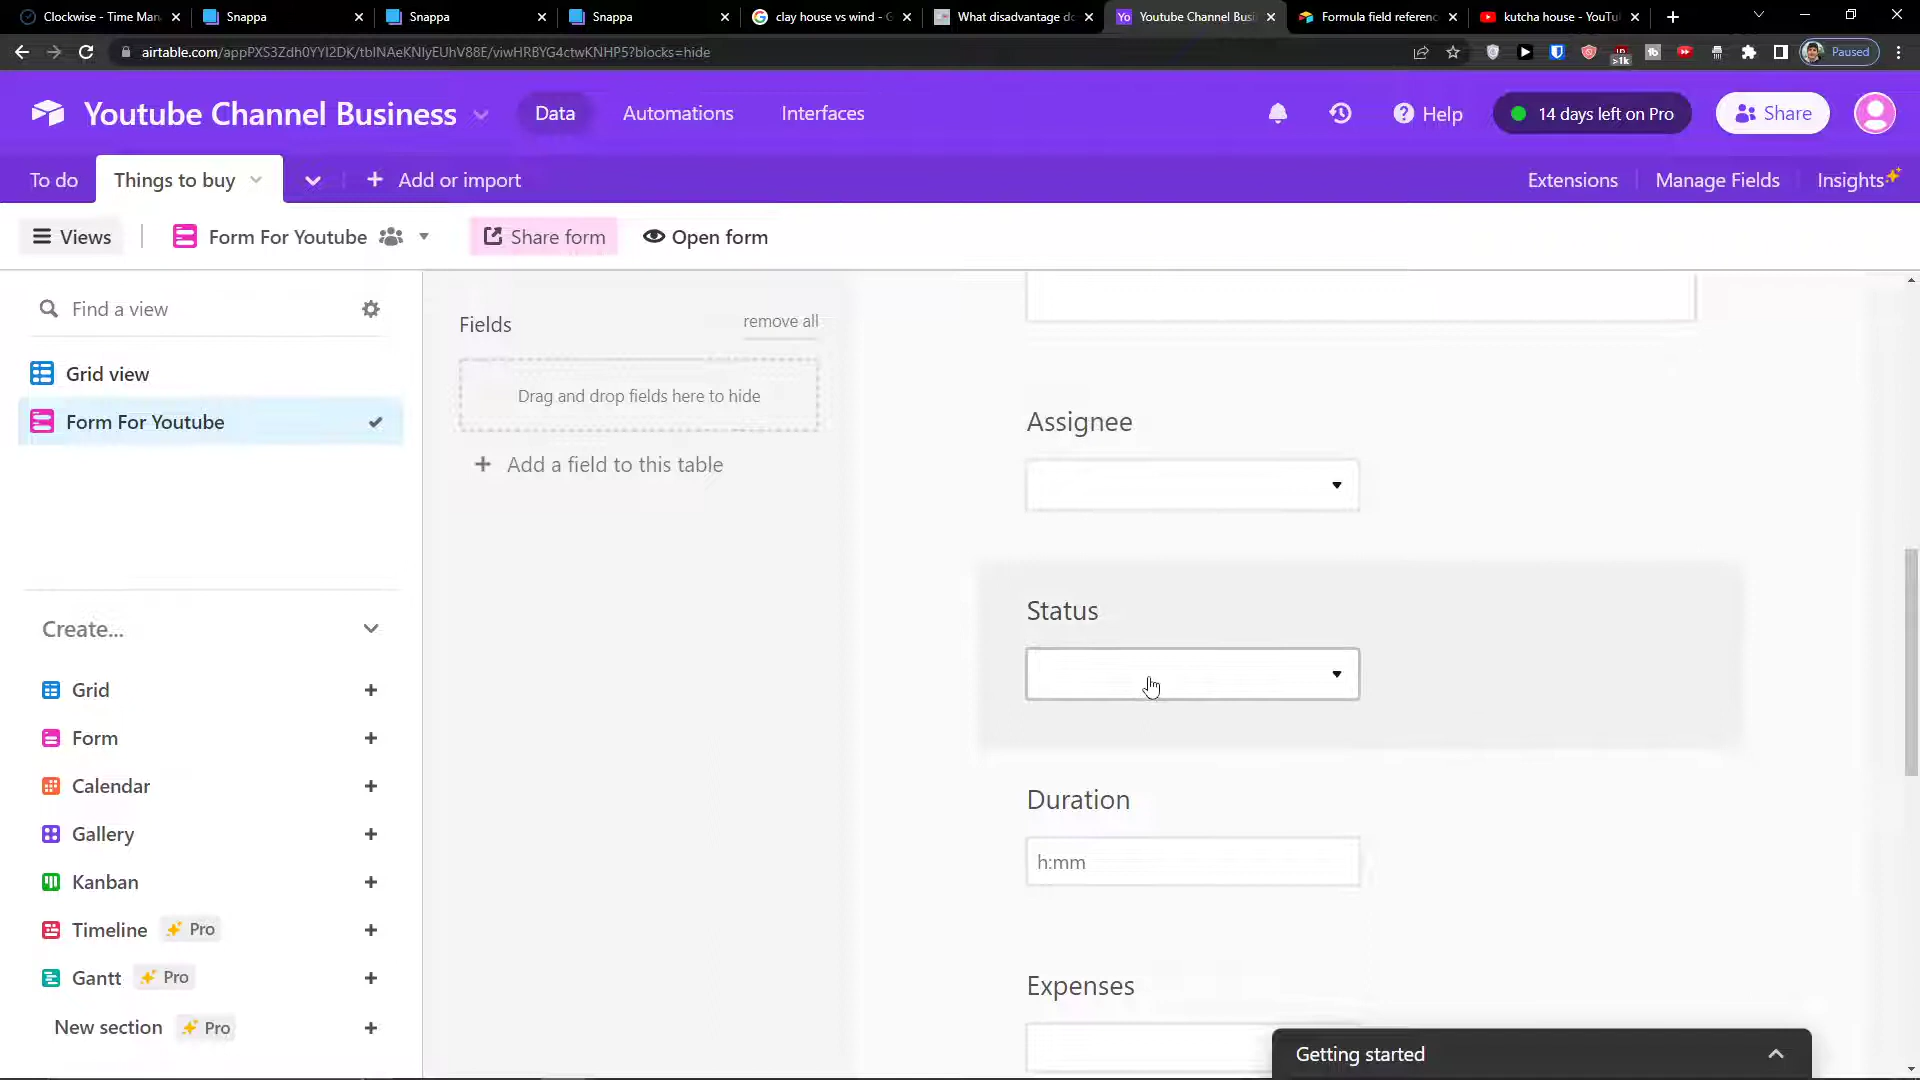 Clockwise - Time Man
Snappa
Snappa
Snappa
clay house vs wind - G
What disadvantage do
Yo
Youtube Channel Busi
Formula field referenc
kutcha house - YouTu
airtable.com/appPXS3Zdh0YYI2DK/tblNAeKNIyEUhV88E/viwHRBYG4ctwKNHP5?blocks=hide
>1k
Paused
Youtube Channel Business
Data
Automations
Interfaces
Help
14 days left on Pro
Share
To do
Things to buy
Add or import
Extensions
Manage Fields
Insights
Views
Form For Youtube
Share form
Open form
Find a view
Grid view
Form For Youtube
Create...
Grid
Form
Calendar
Gallery
Kanban
Timeline
Pro
Gantt
Pro
New section
Pro
Fields
remove all
Drag and drop fields here to hide
+ Add a field to this table
Assignee
Status
Duration
h:mm
Expenses
Getting started